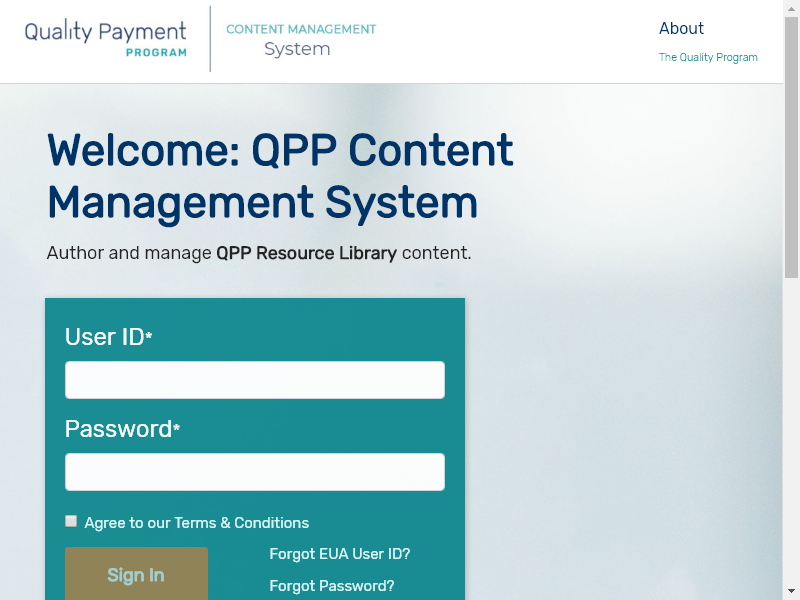 Quality Payment
PROGRAM
CONTENT MANAGEMENT
System
About
The Quality Program
Welcome: QPP Content
Management System
Author and manage QPP Resource Library content.
User ID*
Password*
Agree to our Terms & Conditions
Sign In
Forgot EUA User ID?
Forgot Password?